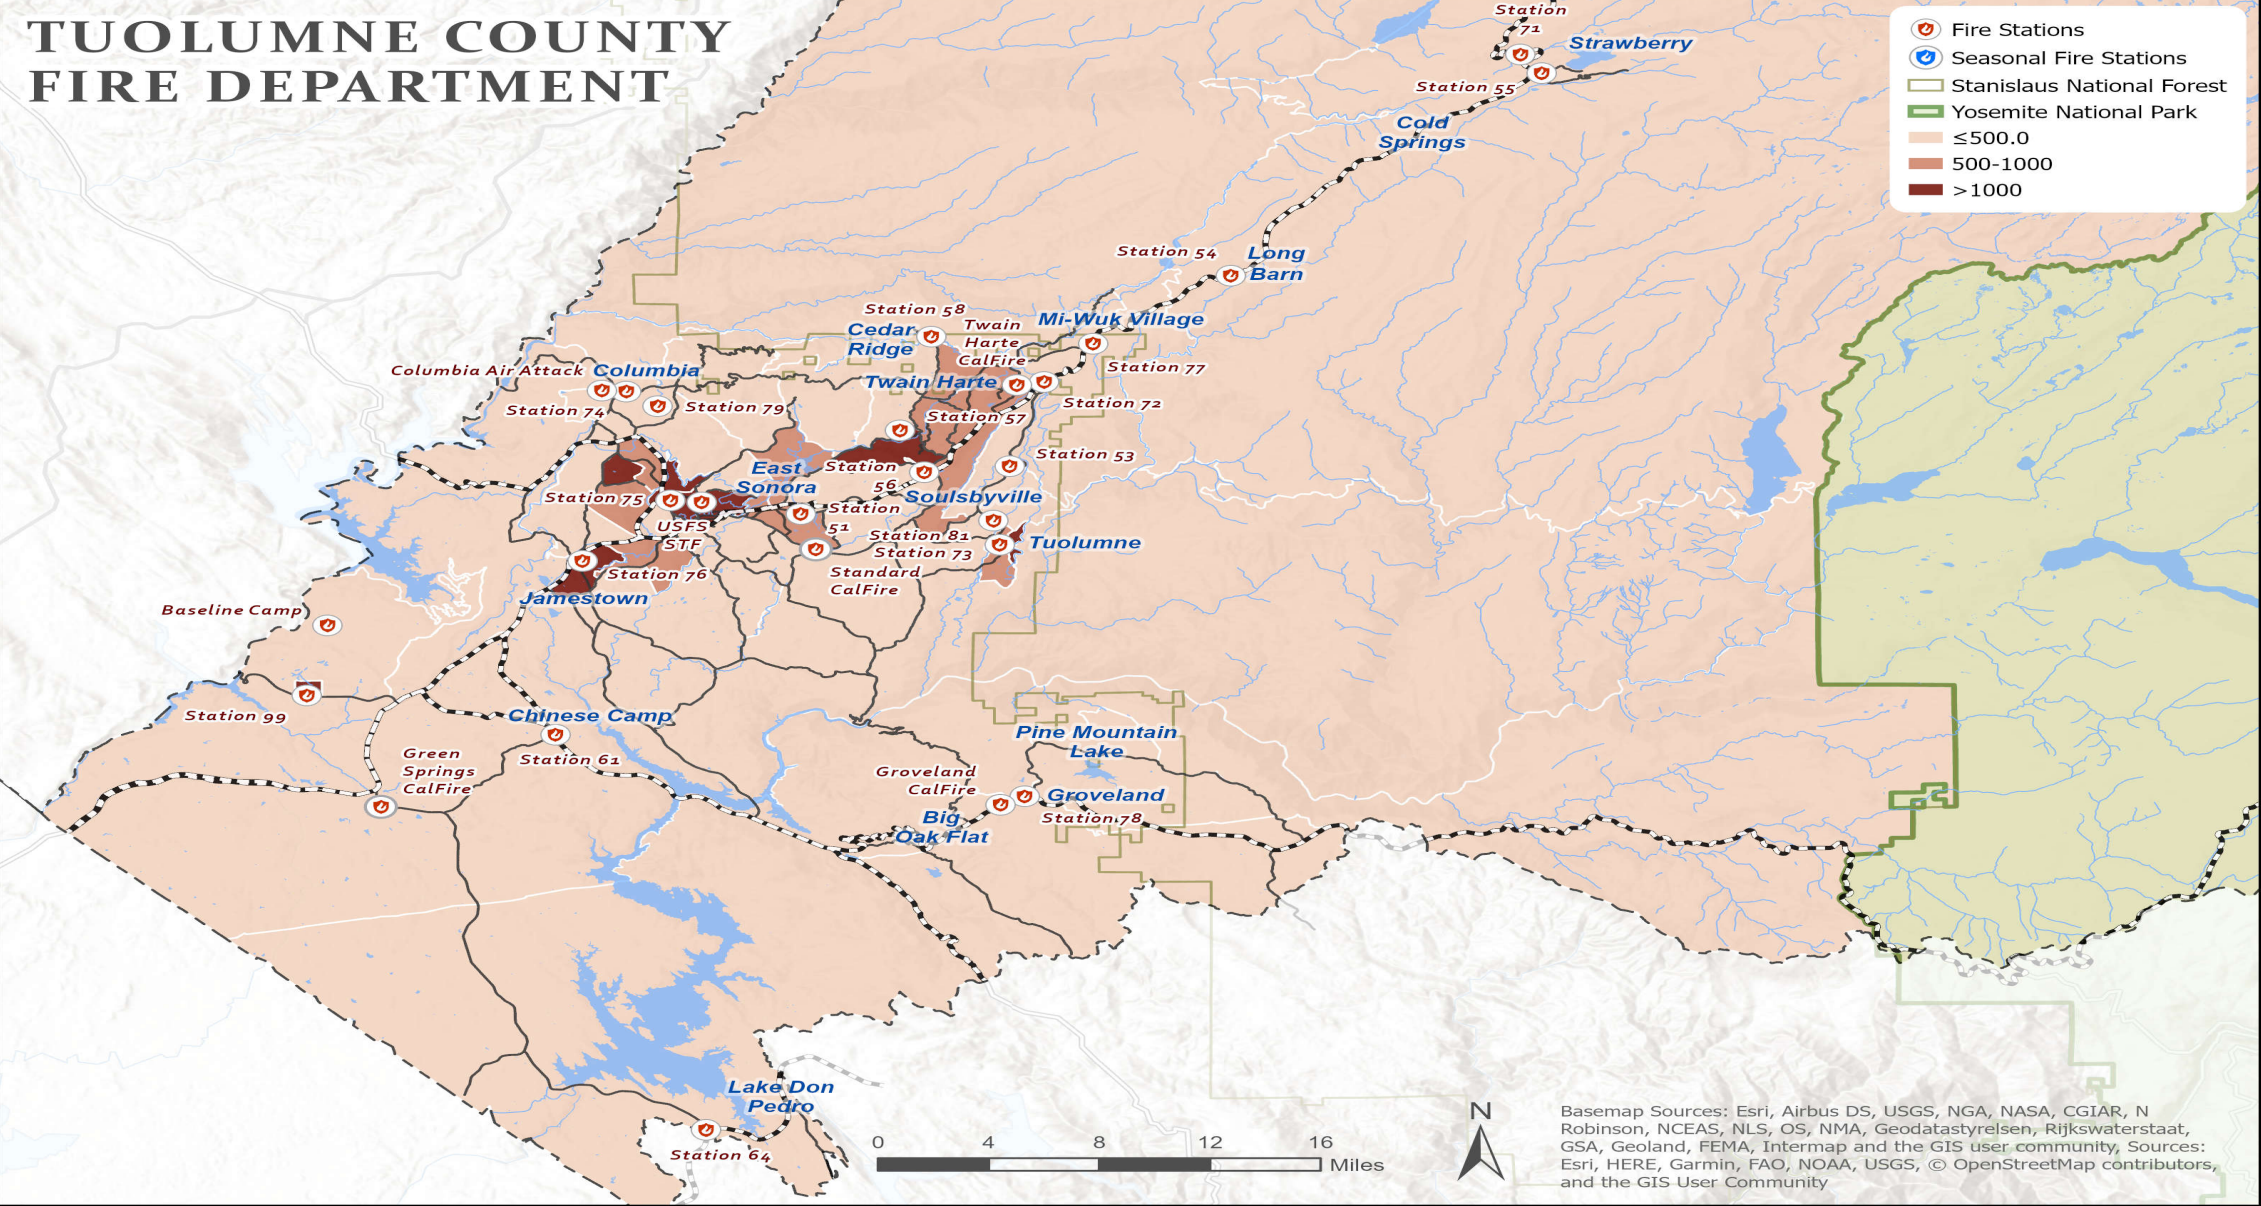 TUOLUMNE COUNTY
FIRE DEPARTMENT
Fire Stations
Seasonal Fire Stations
Stanislaus National Forest
Yosemite National Park
≤500.0
500-1000
>1000
Station
71
Strawberry
Station 55
Cold
Springs
Station 54
Long
Barn
Station 58
Cedar
Ridge
Twain
Harte
CalFire
Mi-Wuk Village
Station 77
Columbia Air Attack
Columbia
Twain Harte
Station 74
Station 79
Station 72
Station 57
Station 53
East
Sonora
Station
56
Station 75
Soulsbyville
Station
51
USFS
STF
Station 81
Station 73
Tuolumne
Station 76
Standard
CalFire
Jamestown
Baseline Camp
Station 99
Chinese Camp
Station 61
Green
Springs
CalFire
Pine Mountain
Lake
Groveland
CalFire
Groveland
Big
Oak Flat
Station 78
Lake Don
Pedro
Station 64
0 4 8 12 16
Miles
N
Basemap Sources: Esri, Airbus DS, USGS, NGA, NASA, CGIAR, N
Robinson, NCEAS, NLS, OS, NMA, Geodatastyrelsen, Rijkswaterstaat,
GSA, Geoland, FEMA, Intermap and the GIS user community, Sources:
Esri, HERE, Garmin, FAO, NOAA, USGS, © OpenStreetMap contributors,
and the GIS User Community